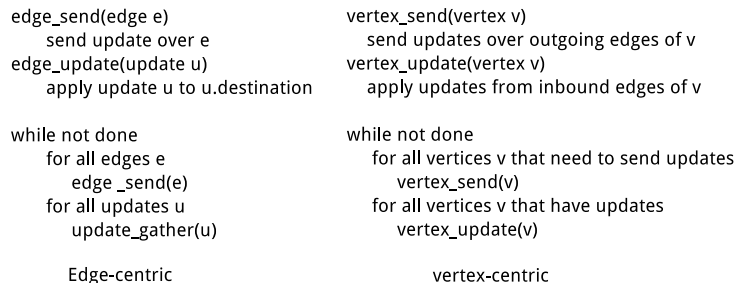 edge_send(edge e)
send update over e
edge_update(update u)
apply update u to u.destination
while not done
for all edges e
edge _send(e)
for all updates u
update_gather(u)
Edge-centric
vertex_send(vertex v)
send updates over outgoing edges of v
vertex_update(vertex v)
apply updates from inbound edges of v
while not done
for all vertices v that need to send updates
vertex_send(v)
for all vertices v that have updates
vertex_update(v)
vertex-centric